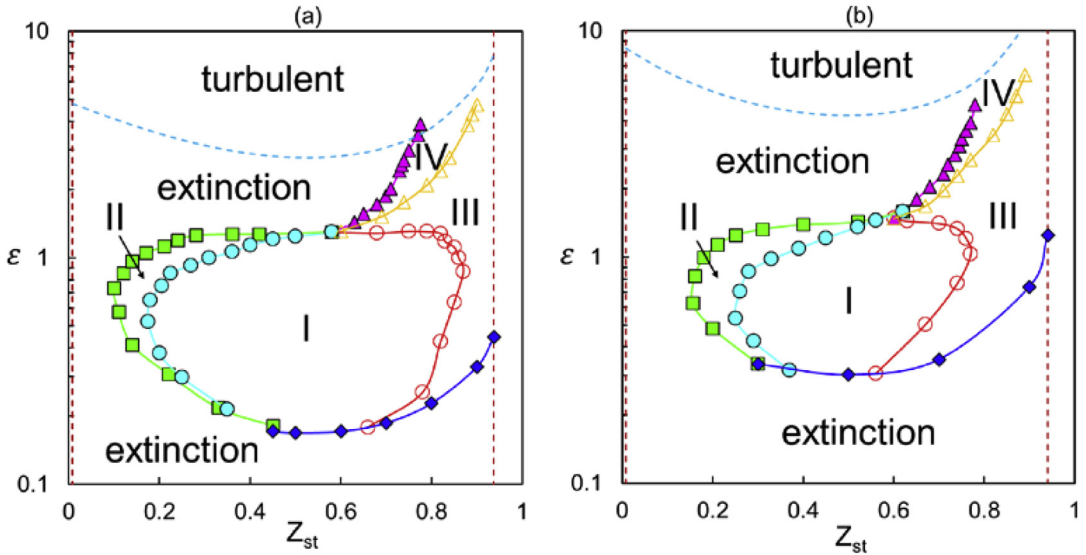 (a)
10
turbulent
IV
extinction
II
III
ε
1
I
extinction
0.1
0
0.2
0.4
0.6
0.8
1
Z_st
(b)
10
turbulent
IV
extinction
II
III
ε
1
I
extinction
0.1
0
0.2
0.4
0.6
0.8
1
Z_st